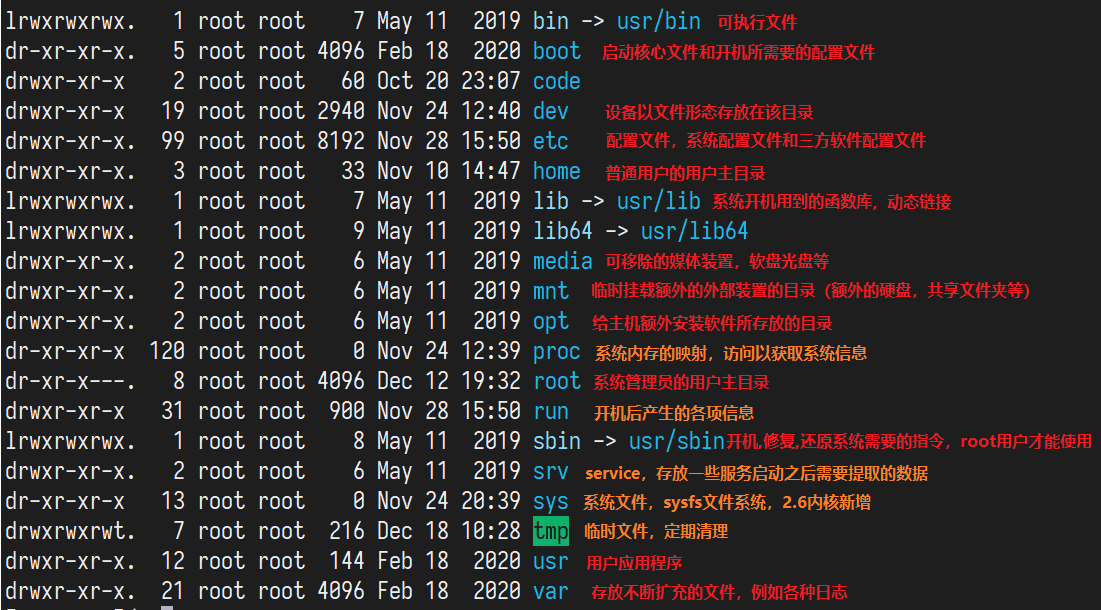 lrwxrwxrwx. 1 root root 7 May 11 2019 bin -> usr/bin 可执行文件
dr-xr-xr-x. 5 root root 4096 Feb 18 2020 boot 启动核心文件和开机所需要的配置文件
drwxr-xr-x 2 root root 60 Oct 20 23:07 code
drwxr-xr-x 19 root root 2940 Nov 24 12:40 dev 设备以文件形态存放在该目录
drwxr-xr-x. 99 root root 8192 Nov 28 15:50 etc 配置文件，系统配置文件和三方软件配置文件
drwxr-xr-x. 3 root root 33 Nov 10 14:47 home 普通用户的用户主目录
lrwxrwxrwx. 1 root root 7 May 11 2019 lib -> usr/lib 系统开机用到的函数库，动态链接
lrwxrwxrwx. 1 root root 9 May 11 2019 lib64 -> usr/lib64
drwxr-xr-x. 2 root root 6 May 11 2019 media 可移除的媒体装置，软盘光盘等
drwxr-xr-x. 2 root root 6 May 11 2019 mnt 临时挂载额外的外部装置的目录（额外的硬盘，共享文件夹等）
drwxr-xr-x. 2 root root 6 May 11 2019 opt 给主机额外安装软件所存放的目录
dr-xr-xr-x 120 root root 0 Nov 24 12:39 proc 系统内存的映射，访问以获取系统信息
dr-xr-x---. 8 root root 4096 Dec 12 19:32 root 系统管理员的用户主目录
drwxr-xr-x 31 root root 900 Nov 28 15:50 run 开机后产生的各项信息
lrwxrwxrwx. 1 root root 8 May 11 2019 sbin -> usr/sbin开机,修复,还原系统需要的指令，root用户才能使用
drwxr-xr-x. 2 root root 6 May 11 2019 srv service，存放一些服务启动之后需要提取的数据
dr-xr-xr-x 13 root root 0 Nov 24 20:39 sys 系统文件，sysfs文件系统，2.6内核新增
drwxrwxrwt. 7 root root 216 Dec 18 10:28 tmp 临时文件，定期清理
drwxr-xr-x. 12 root root 144 Feb 18 2020 usr 用户应用程序
drwxr-xr-x. 21 root root 4096 Feb 18 2020 var 存放不断扩充的文件，例如各种日志